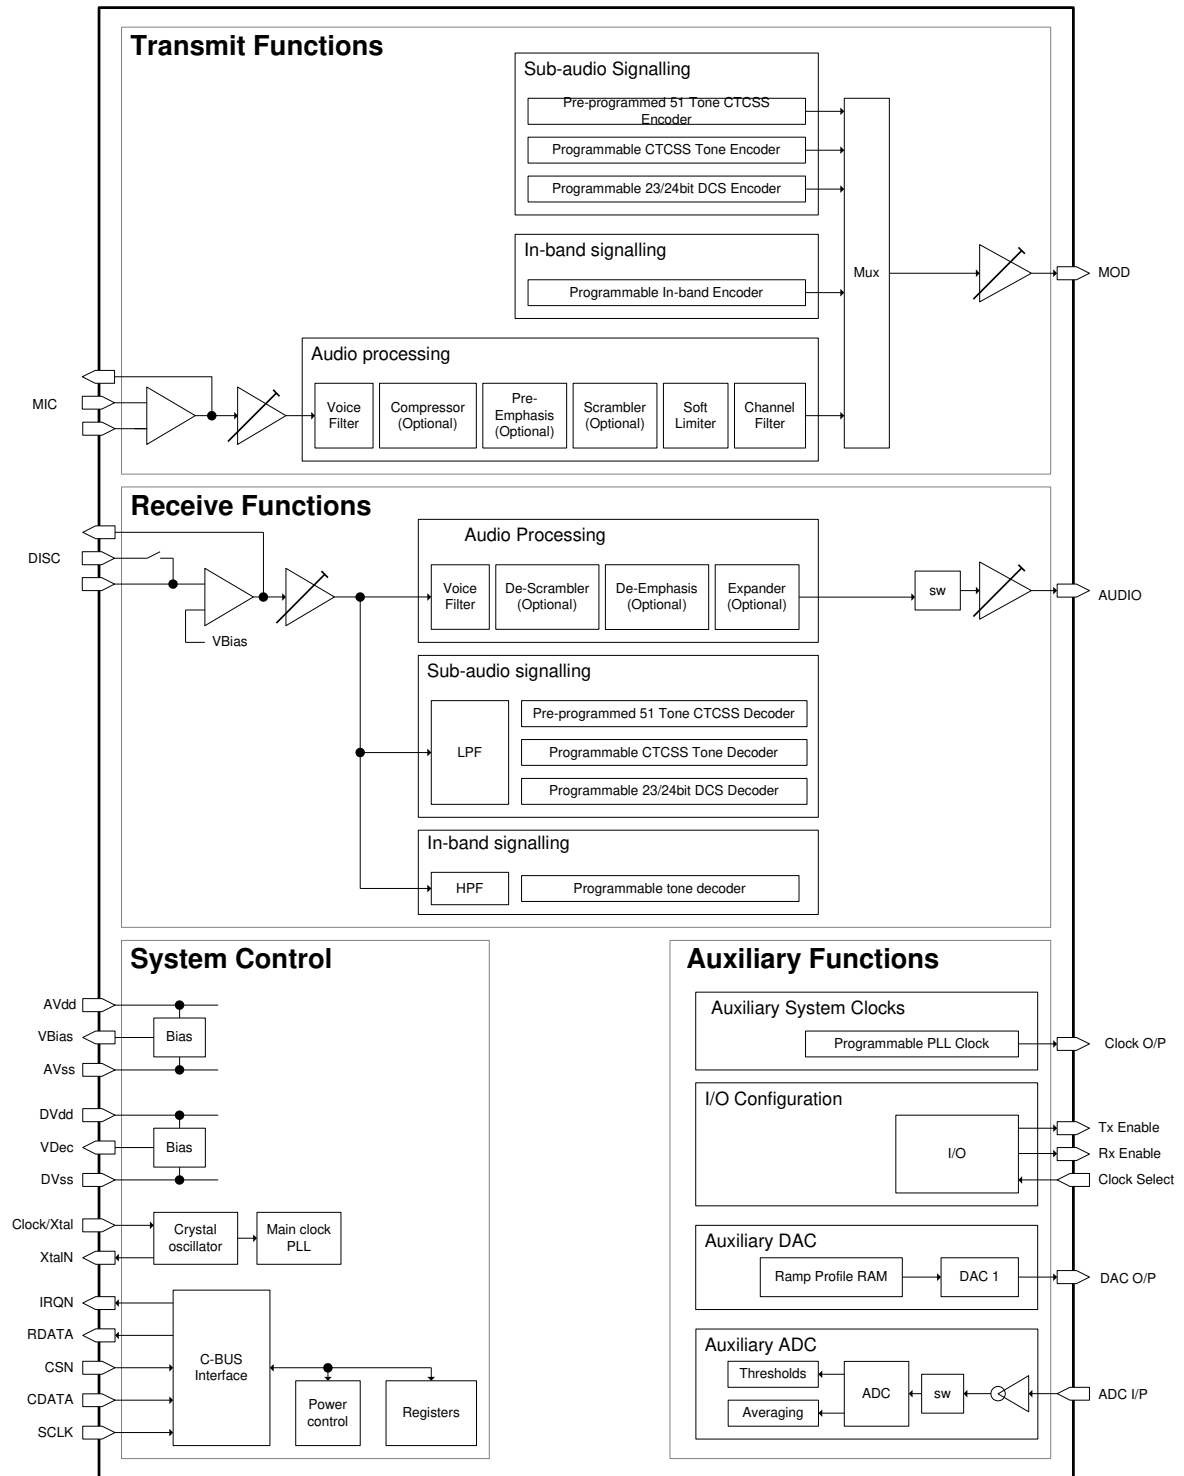 Transmit Functions
Sub-audio Signalling
Pre-programmed 51 Tone CTCSS
Encoder
Programmable CTCSS Tone Encoder
Programmable 23/24bit DCS Encoder
In-band signalling
Programmable In-band Encoder
Mux
MOD
Audio processing
MIC
Voice
Filter
Compressor
(Optional)
Pre-
Emphasis
(Optional)
Scrambler
(Optional)
Soft
Limiter
Channel
Filter
Receive Functions
DISC
VBias
Audio Processing
Voice
Filter
De-Scrambler
(Optional)
De-Emphasis
(Optional)
Expander
(Optional)
sw
AUDIO
Sub-audio signalling
LPF
Pre-programmed 51 Tone CTCSS Decoder
Programmable CTCSS Tone Decoder
Programmable 23/24bit DCS Decoder
In-band signalling
HPF
Programmable tone decoder
System Control
AVdd
VBias
Bias
AVss
DVdd
VDec
Bias
DVss
Clock/Xtal
XtalN
Crystal
oscillator
Main clock
PLL
IRQN
RDATA
CSN
CDATA
SCLK
C-BUS
Interface
Power
control
Registers
Auxiliary Functions
Auxiliary System Clocks
Programmable PLL Clock
Clock O/P
I/O Configuration
I/O
Tx Enable
Rx Enable
Clock Select
Auxiliary DAC
Ramp Profile RAM
DAC 1
DAC O/P
Auxiliary ADC
Thresholds
Averaging
ADC
sw
ADC I/P